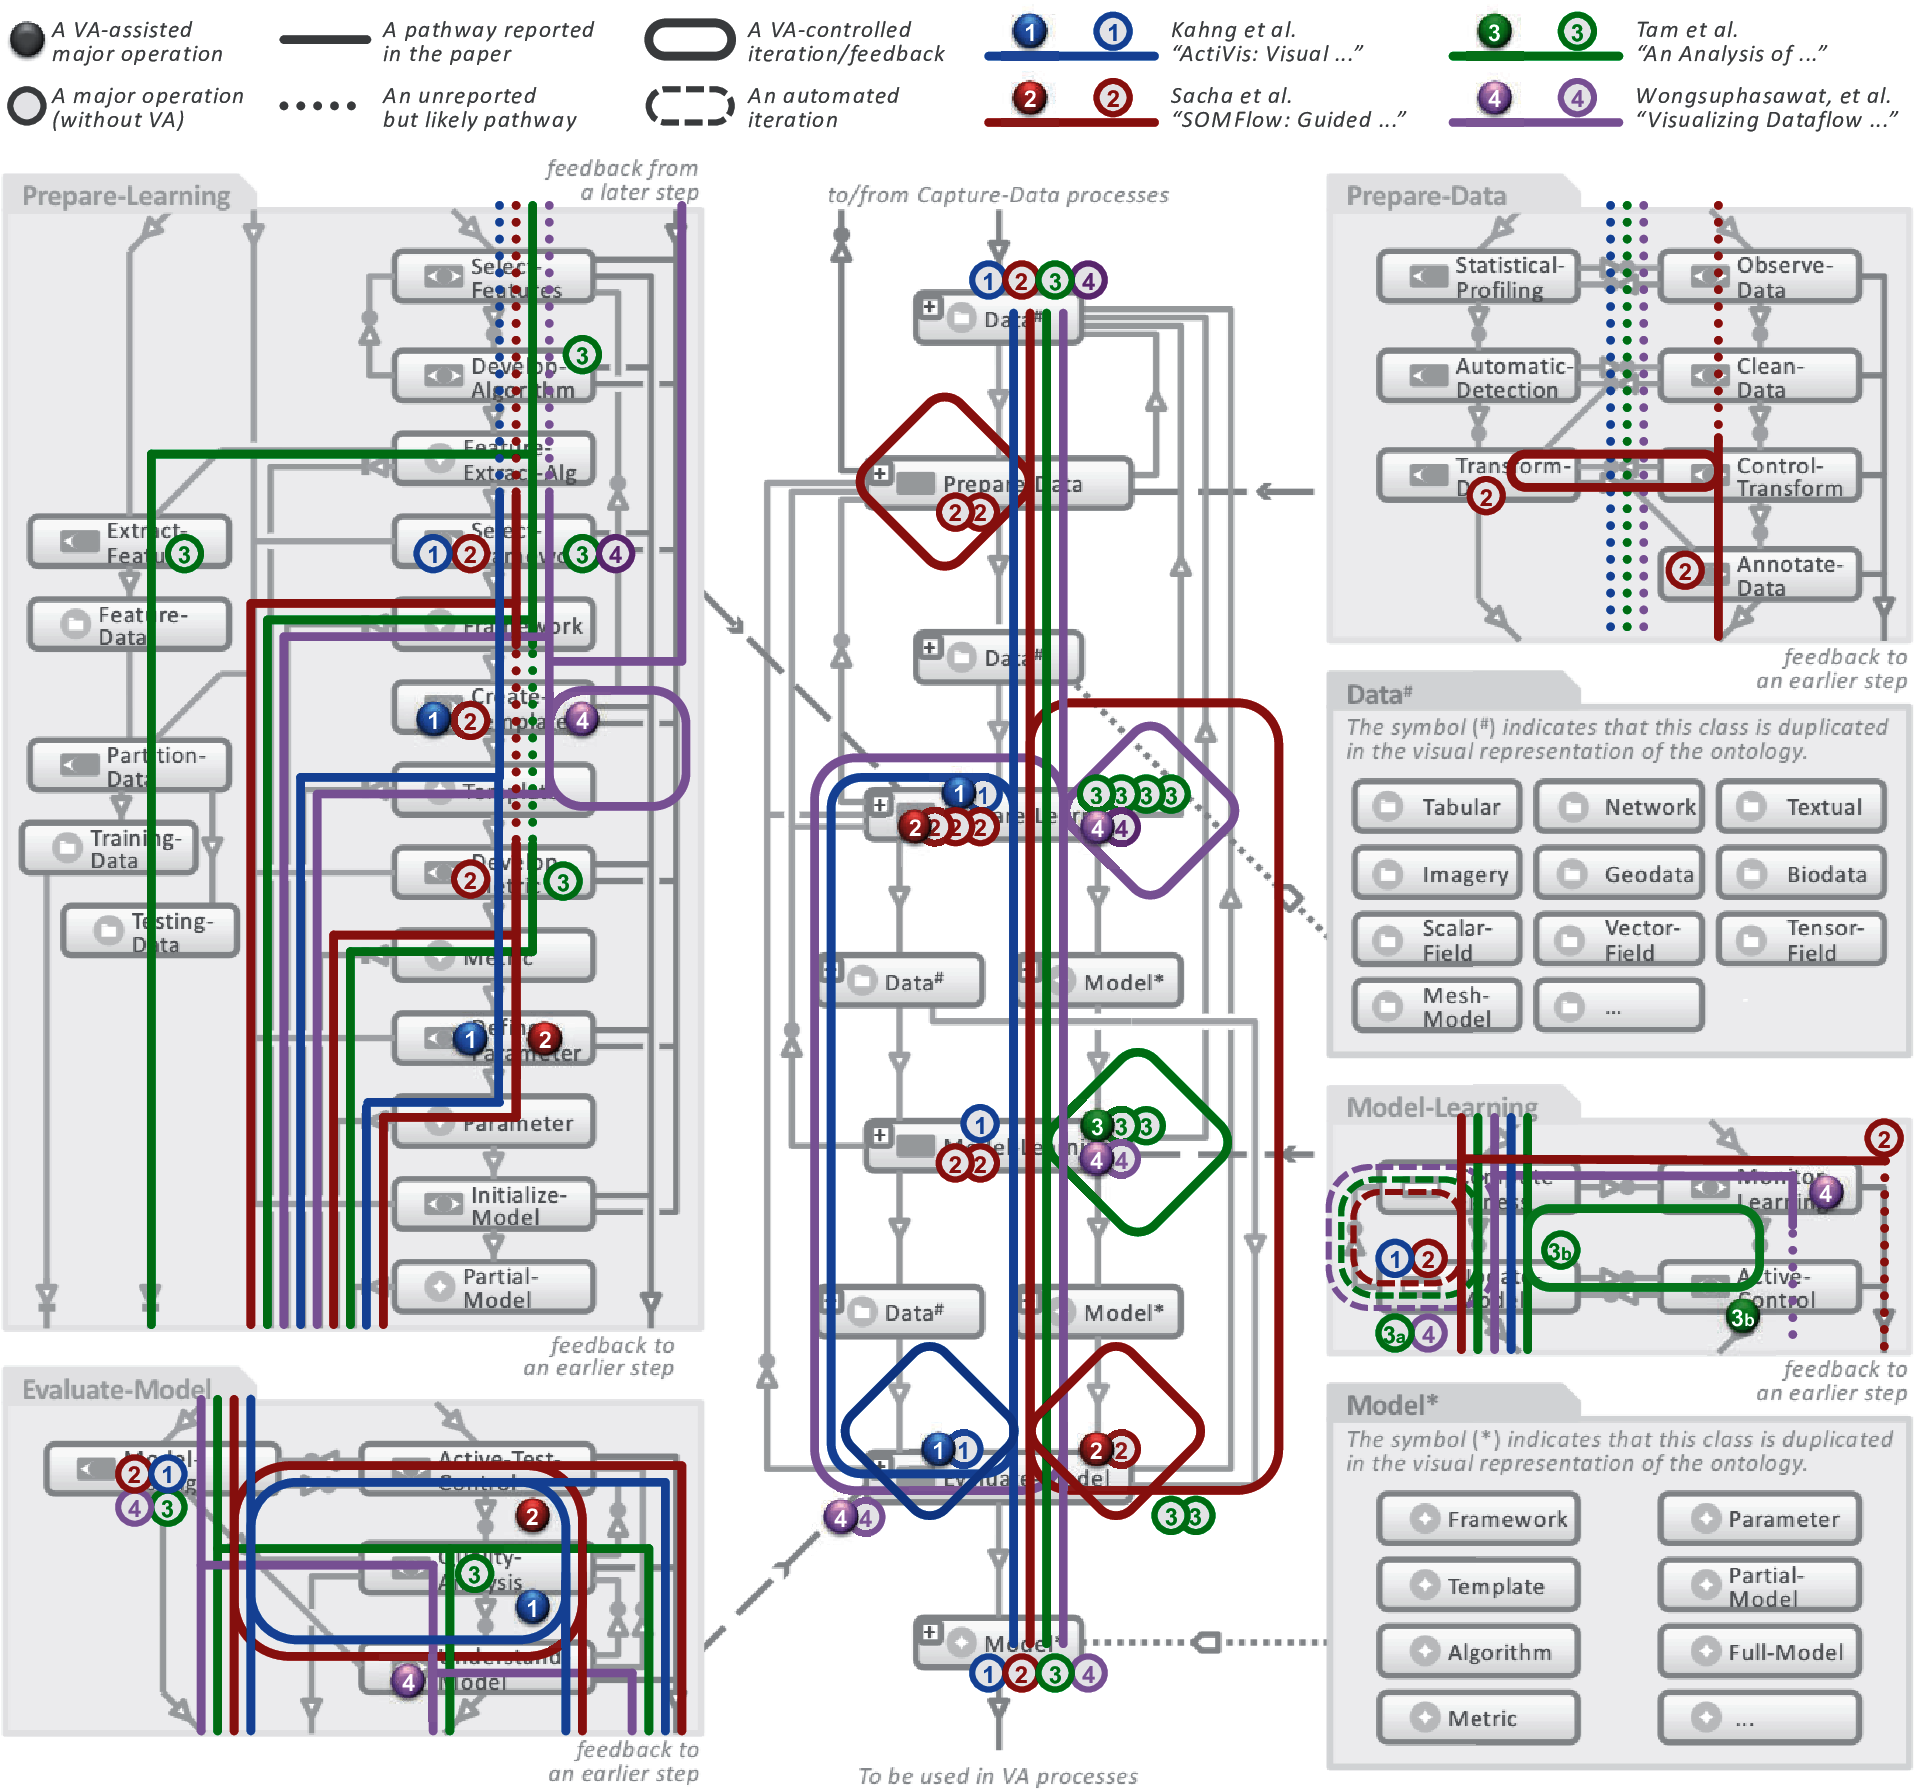 A VA-assisted
major operation
A pathway reported
in the paper
A VA-controlled
iteration/feedback
1 1 Kahng et al.
"ActiVis: Visual ..."
3 3 Tam et al.
"An Analysis of ..."
A major operation
(without VA)
An unreported
but likely pathway
An automated
iteration
2 2 Sacha et al.
"SOMFlow: Guided ..."
4 4 Wongsuphasawat, et al.
"Visualizing Dataflow ..."
feedback from
a later step
Prepare-Learning
Select-
Features
3
Develop-
Algorithm
Feature-
Extract-Alg
Extract-
3
Select-
1 2 3 4
Feature-
Data
Framework
Create-
1 2 4
Partition-
Data
Training-
Data
Develop-
2 3
Testing-
Data
Metric
1 2
Parameter
Parameter
Initialize-
Model
Partial-
Model
feedback to
an earlier step
Evaluate-Model
2 1
4 3
Active-Test-
Control
2
3
1
Understand-
Model
4
feedback to
an earlier step
to/from Capture-Data processes
1 2 3 4
Data#
Prepare-Data
2 2
Data#
1 1 3 3 3 3
2 2 2 2 4 4
Data#
Model*
1 3 3 3
2 2 4 4
Data#
Model*
1 1 2 2
4 4 3 3
Model*
1 2 3 4
To be used in VA processes
Prepare-Data
Statistical-
Profiling
Observe-
Data
Automatic-
Detection
Clean-
Data
Transform-
2
Control-
Transform
2
Annotate-
Data
feedback to
an earlier step
Data#
The symbol (#) indicates that this class is duplicated
in the visual representation of the ontology.
Tabular
Network
Textual
Imagery
Geodata
Biodata
Scalar-
Field
Vector-
Field
Tensor-
Field
Mesh-
Model
...
Model-Learning
2
Monitor-
Learning
4
1 2
3b
Active-
Control
3b
3a 4
feedback to
an earlier step
Model*
The symbol (*) indicates that this class is duplicated
in the visual representation of the ontology.
Framework
Parameter
Template
Partial-
Model
Algorithm
Full-Model
Metric
...